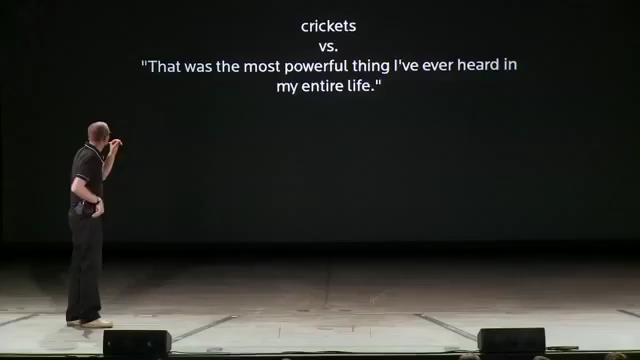 crickets
vs.
"That was the most powerful thing I've ever heard in
my entire life."